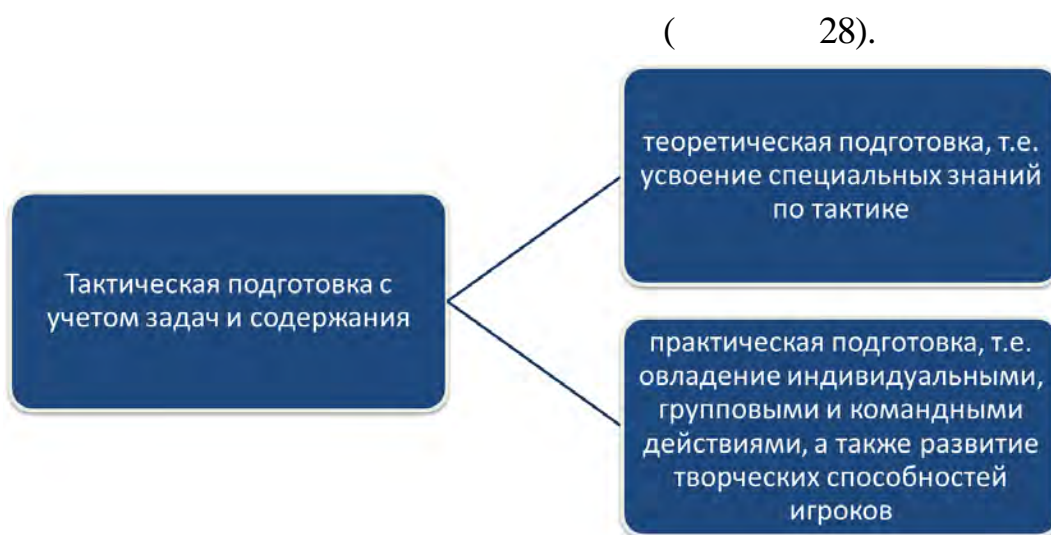 ( 28).
теоретическая подготовка, т.е.
усвоение специальных знаний
по тактике
Тактическая подготовка с
учетом задач и содержания
практическая подготовка, т.е.
овладение индивидуальными,
групповыми и командными
действиями, а также развитие
творческих способностей
игроков